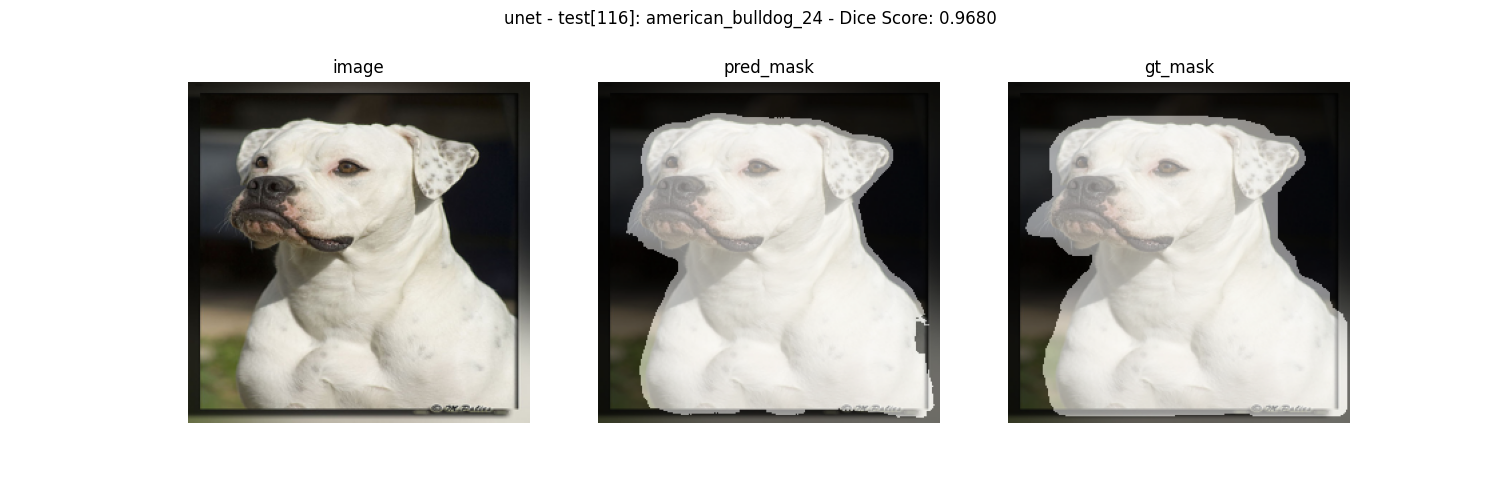 unet - test[116]: american_bulldog_24 - Dice Score: 0.9680
image
pred_mask
gt_mask